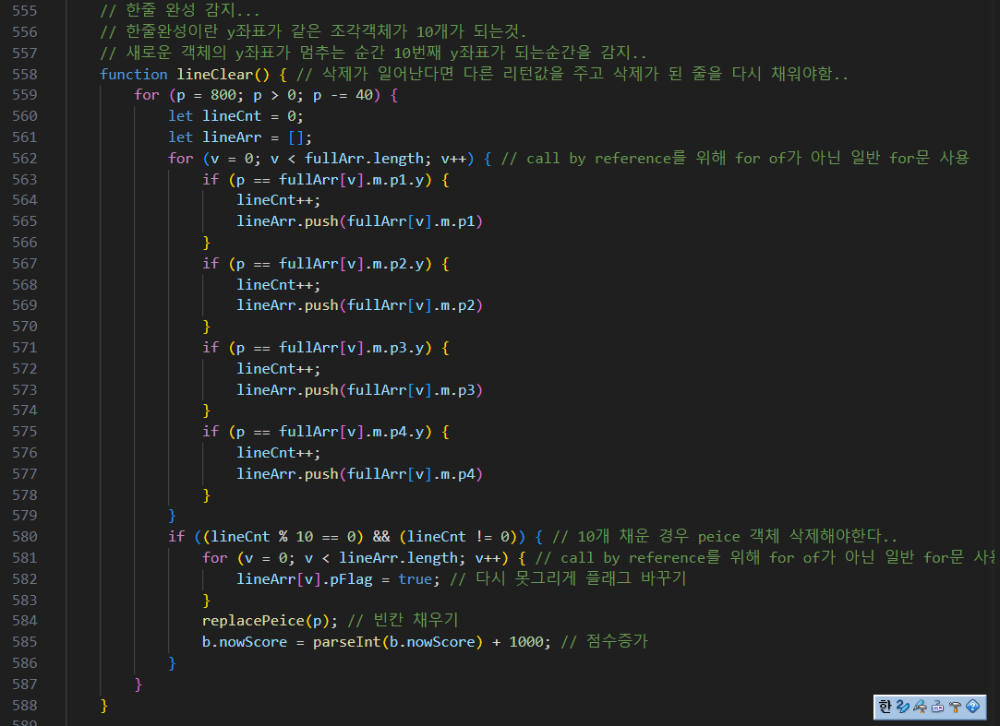 555 // 한줄 완성 감지...
556 // 한줄완성이란 y좌표가 같은 조각객체가 10개가 되는것.
557 // 새로운 객체의 y좌표가 멈추는 순간 10번째 y좌표가 되는순간을 감지..
558 function lineClear() { // 삭제가 일어난다면 다른 리턴값을 주고 삭제가 된 줄을 다시 채워야함..
559 for (p = 800; p > 0; p -= 40) {
560 let lineCnt = 0;
561 let lineArr = [];
562 for (v = 0; v < fullArr.length; v++) { // call by reference를 위해 for of가 아닌 일반 for문 사용
563 if (p == fullArr[v].m.p1.y) {
564 lineCnt++;
565 lineArr.push(fullArr[v].m.p1)
566 }
567 if (p == fullArr[v].m.p2.y) {
568 lineCnt++;
569 lineArr.push(fullArr[v].m.p2)
570 }
571 if (p == fullArr[v].m.p3.y) {
572 lineCnt++;
573 lineArr.push(fullArr[v].m.p3)
574 }
575 if (p == fullArr[v].m.p4.y) {
576 lineCnt++;
577 lineArr.push(fullArr[v].m.p4)
578 }
579 }
580 if ((lineCnt % 10 == 0) && (lineCnt != 0)) { // 10개 채운 경우 peice 객체 삭제해야한다..
581 for (v = 0; v < lineArr.length; v++) { // call by reference를 위해 for of가 아닌 일반 for문 사용
582 lineArr[v].pFlag = true; // 다시 못그리게 플래그 바꾸기
583 }
584 replacePeice(p); // 빈칸 채우기
585 b.nowScore = parseInt(b.nowScore) + 1000; // 점수증가
586 }
587 }
588 }
589
한